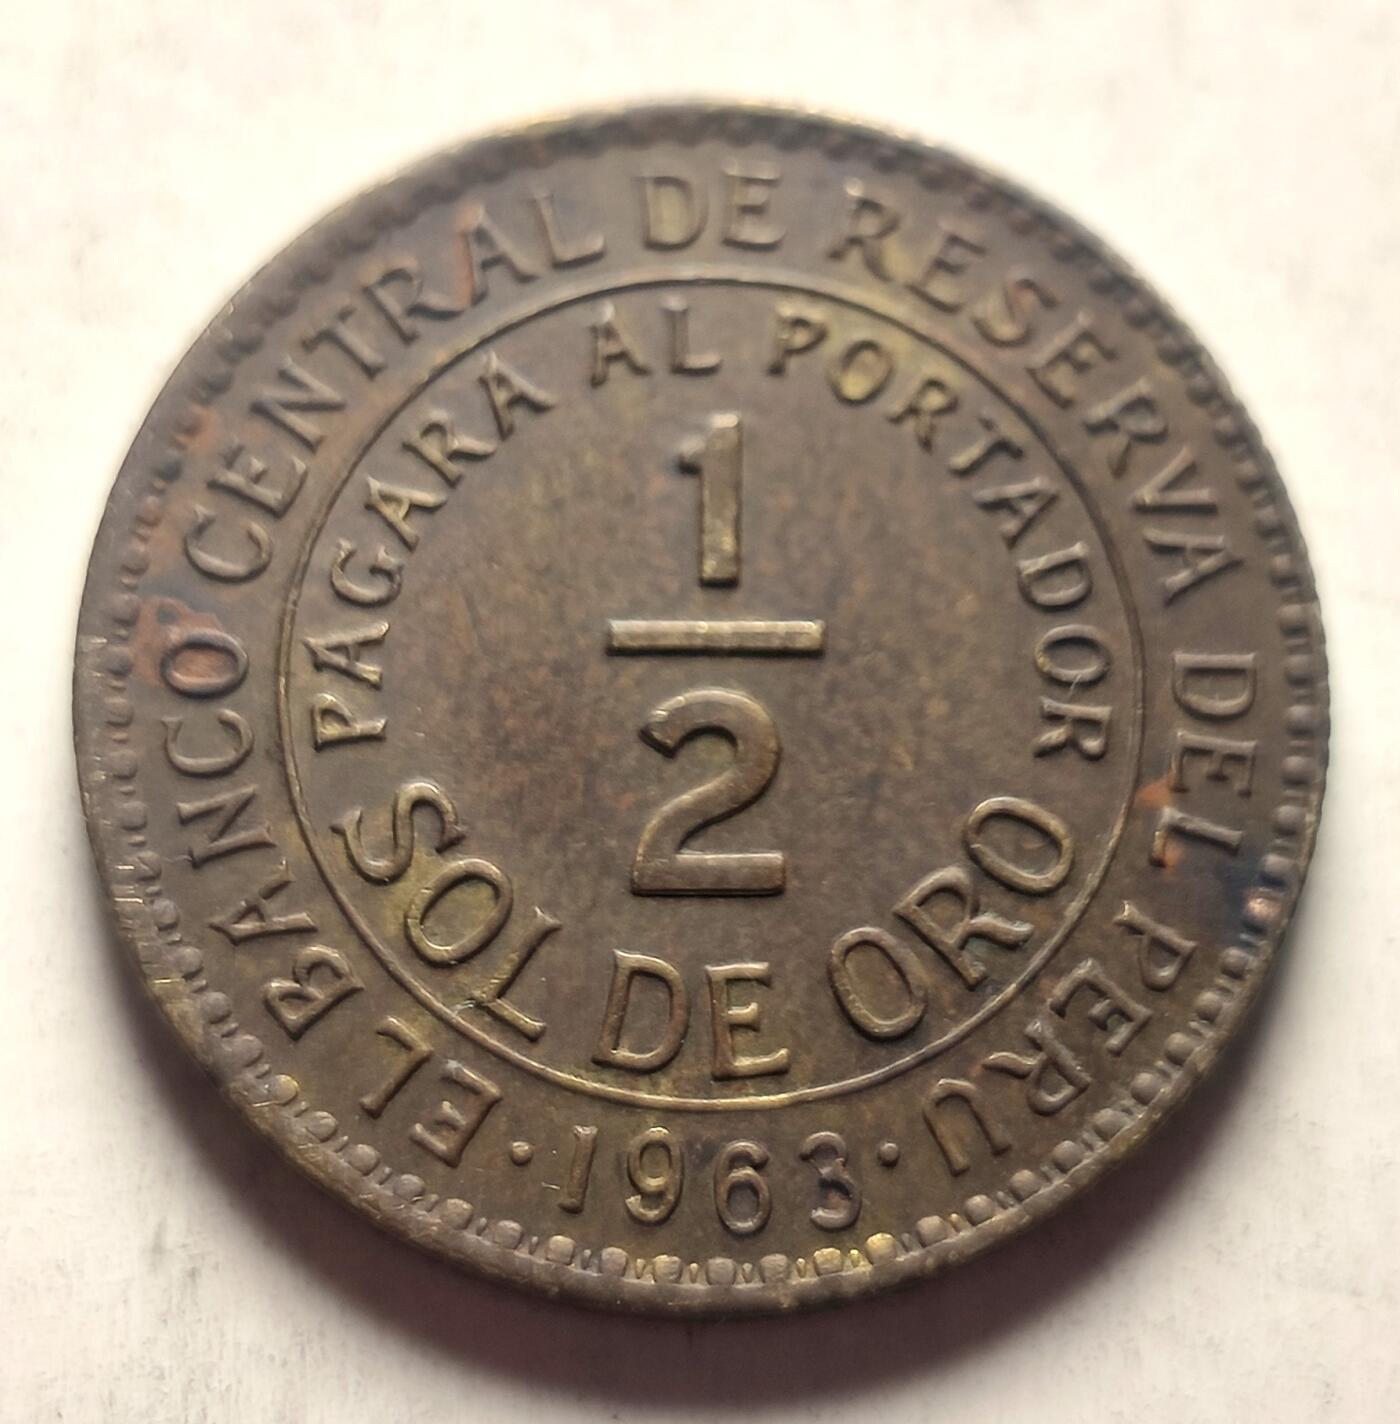 EL BANCO CENTRAL DE RESERVA DEL PERU
PAGARA AL PORTADOR
1
2
SOL DE ORO
· 1963 ·